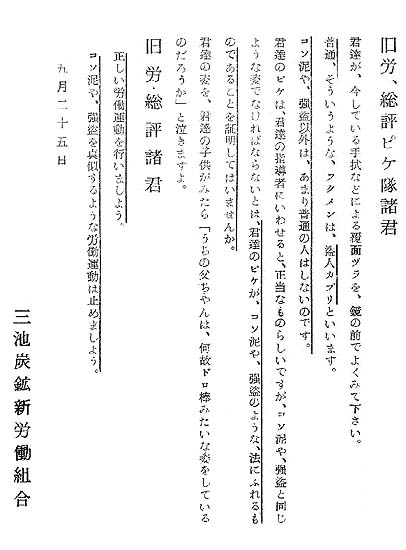 旧労、総評ピケ隊諸君
君達が、今している手拭などによる覆面ヅラを、鏡の前でよくみて下さい。
普通、そういうような、フクメンは、盗人カブリといいます。
コソ泥や、強盗以外は、あまり普通の人はしないのです。
君達のピケは、君達の指導者にいわせると、正当なものらしいですが、コソ泥や、強盗と同じ
ような姿でなければならないとは、君達のピケが、コソ泥や、強盗のような、法にふれるも
のであることを証明してはいませんか。
君達の姿を、君達の子供がみたら「うちの父ちやんは、何故ドロ棒みたいな姿をしている
のだろうか」と泣きますよ。
旧労・総評諸君
正しい労働運動を行いましよう。
コソ泥や、強盗を真似するような労働運動は止めましよう。
九月二十五日
三池炭鉱新労働組合